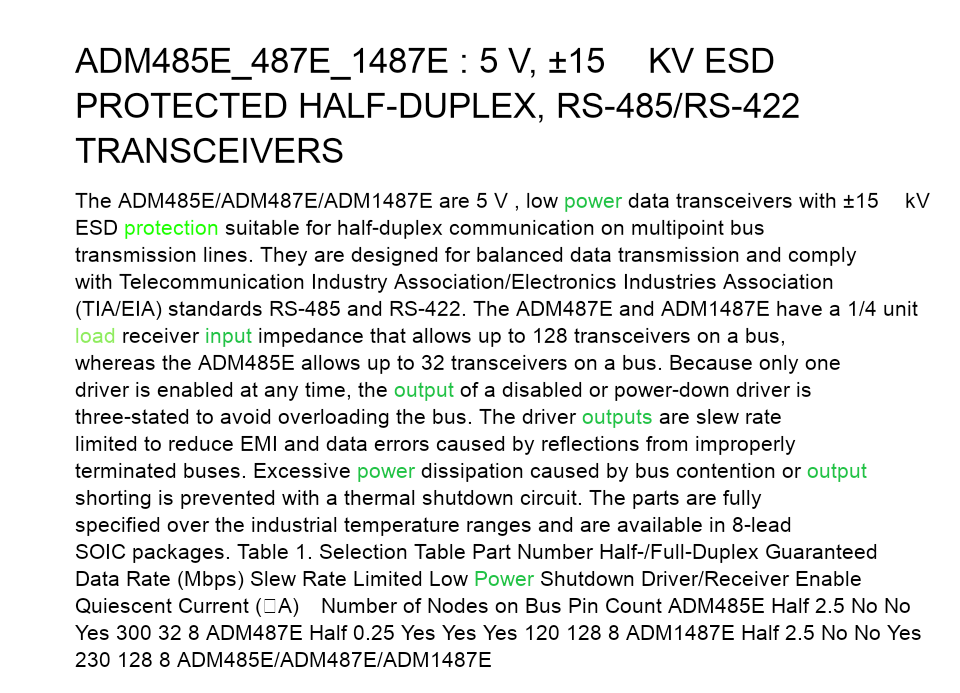 ADM485E_487E_1487E : 5 V, ±15    KV ESD
PROTECTED HALF-DUPLEX, RS-485/RS-422
TRANSCEIVERS
The ADM485E/ADM487E/ADM1487E are 5 V , low power data transceivers with ±15    kV
ESD protection suitable for half-duplex communication on multipoint bus
transmission lines. They are designed for balanced data transmission and comply
with Telecommunication Industry Association/Electronics Industries Association
(TIA/EIA) standards RS-485 and RS-422. The ADM487E and ADM1487E have a 1/4 unit
load receiver input impedance that allows up to 128 transceivers on a bus,
whereas the ADM485E allows up to 32 transceivers on a bus. Because only one
driver is enabled at any time, the output of a disabled or power-down driver is
three-stated to avoid overloading the bus. The driver outputs are slew rate
limited to reduce EMI and data errors caused by reflections from improperly
terminated buses. Excessive power dissipation caused by bus contention or output
shorting is prevented with a thermal shutdown circuit. The parts are fully
specified over the industrial temperature ranges and are available in 8-lead
SOIC packages. Table 1. Selection Table Part Number Half-/Full-Duplex Guaranteed
Data Rate (Mbps) Slew Rate Limited Low Power Shutdown Driver/Receiver Enable
Quiescent Current (□A)   Number of Nodes on Bus Pin Count ADM485E Half 2.5 No No
Yes 300 32 8 ADM487E Half 0.25 Yes Yes Yes 120 128 8 ADM1487E Half 2.5 No No Yes
230 128 8 ADM485E/ADM487E/ADM1487E